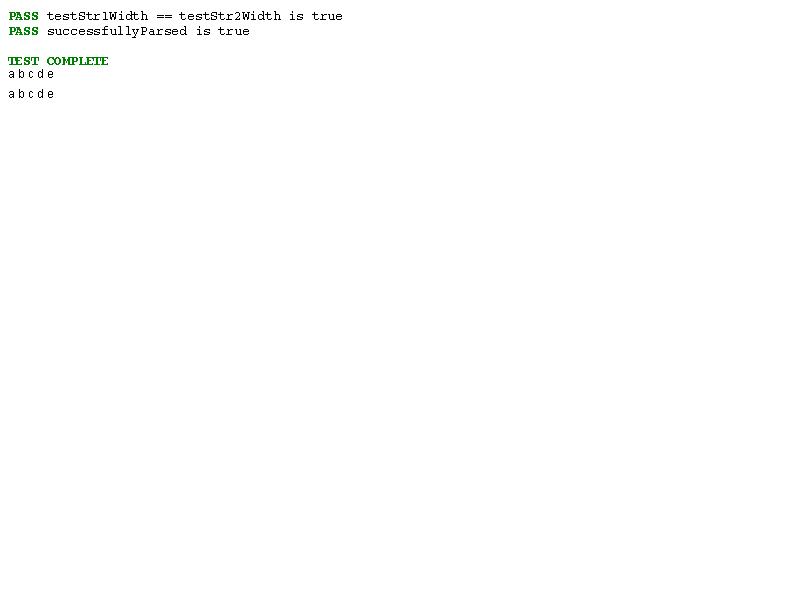 PASS testStr1Width == testStr2Width is true
PASS successfullyParsed is true
TEST COMPLETE
a b c d e
a b c d e